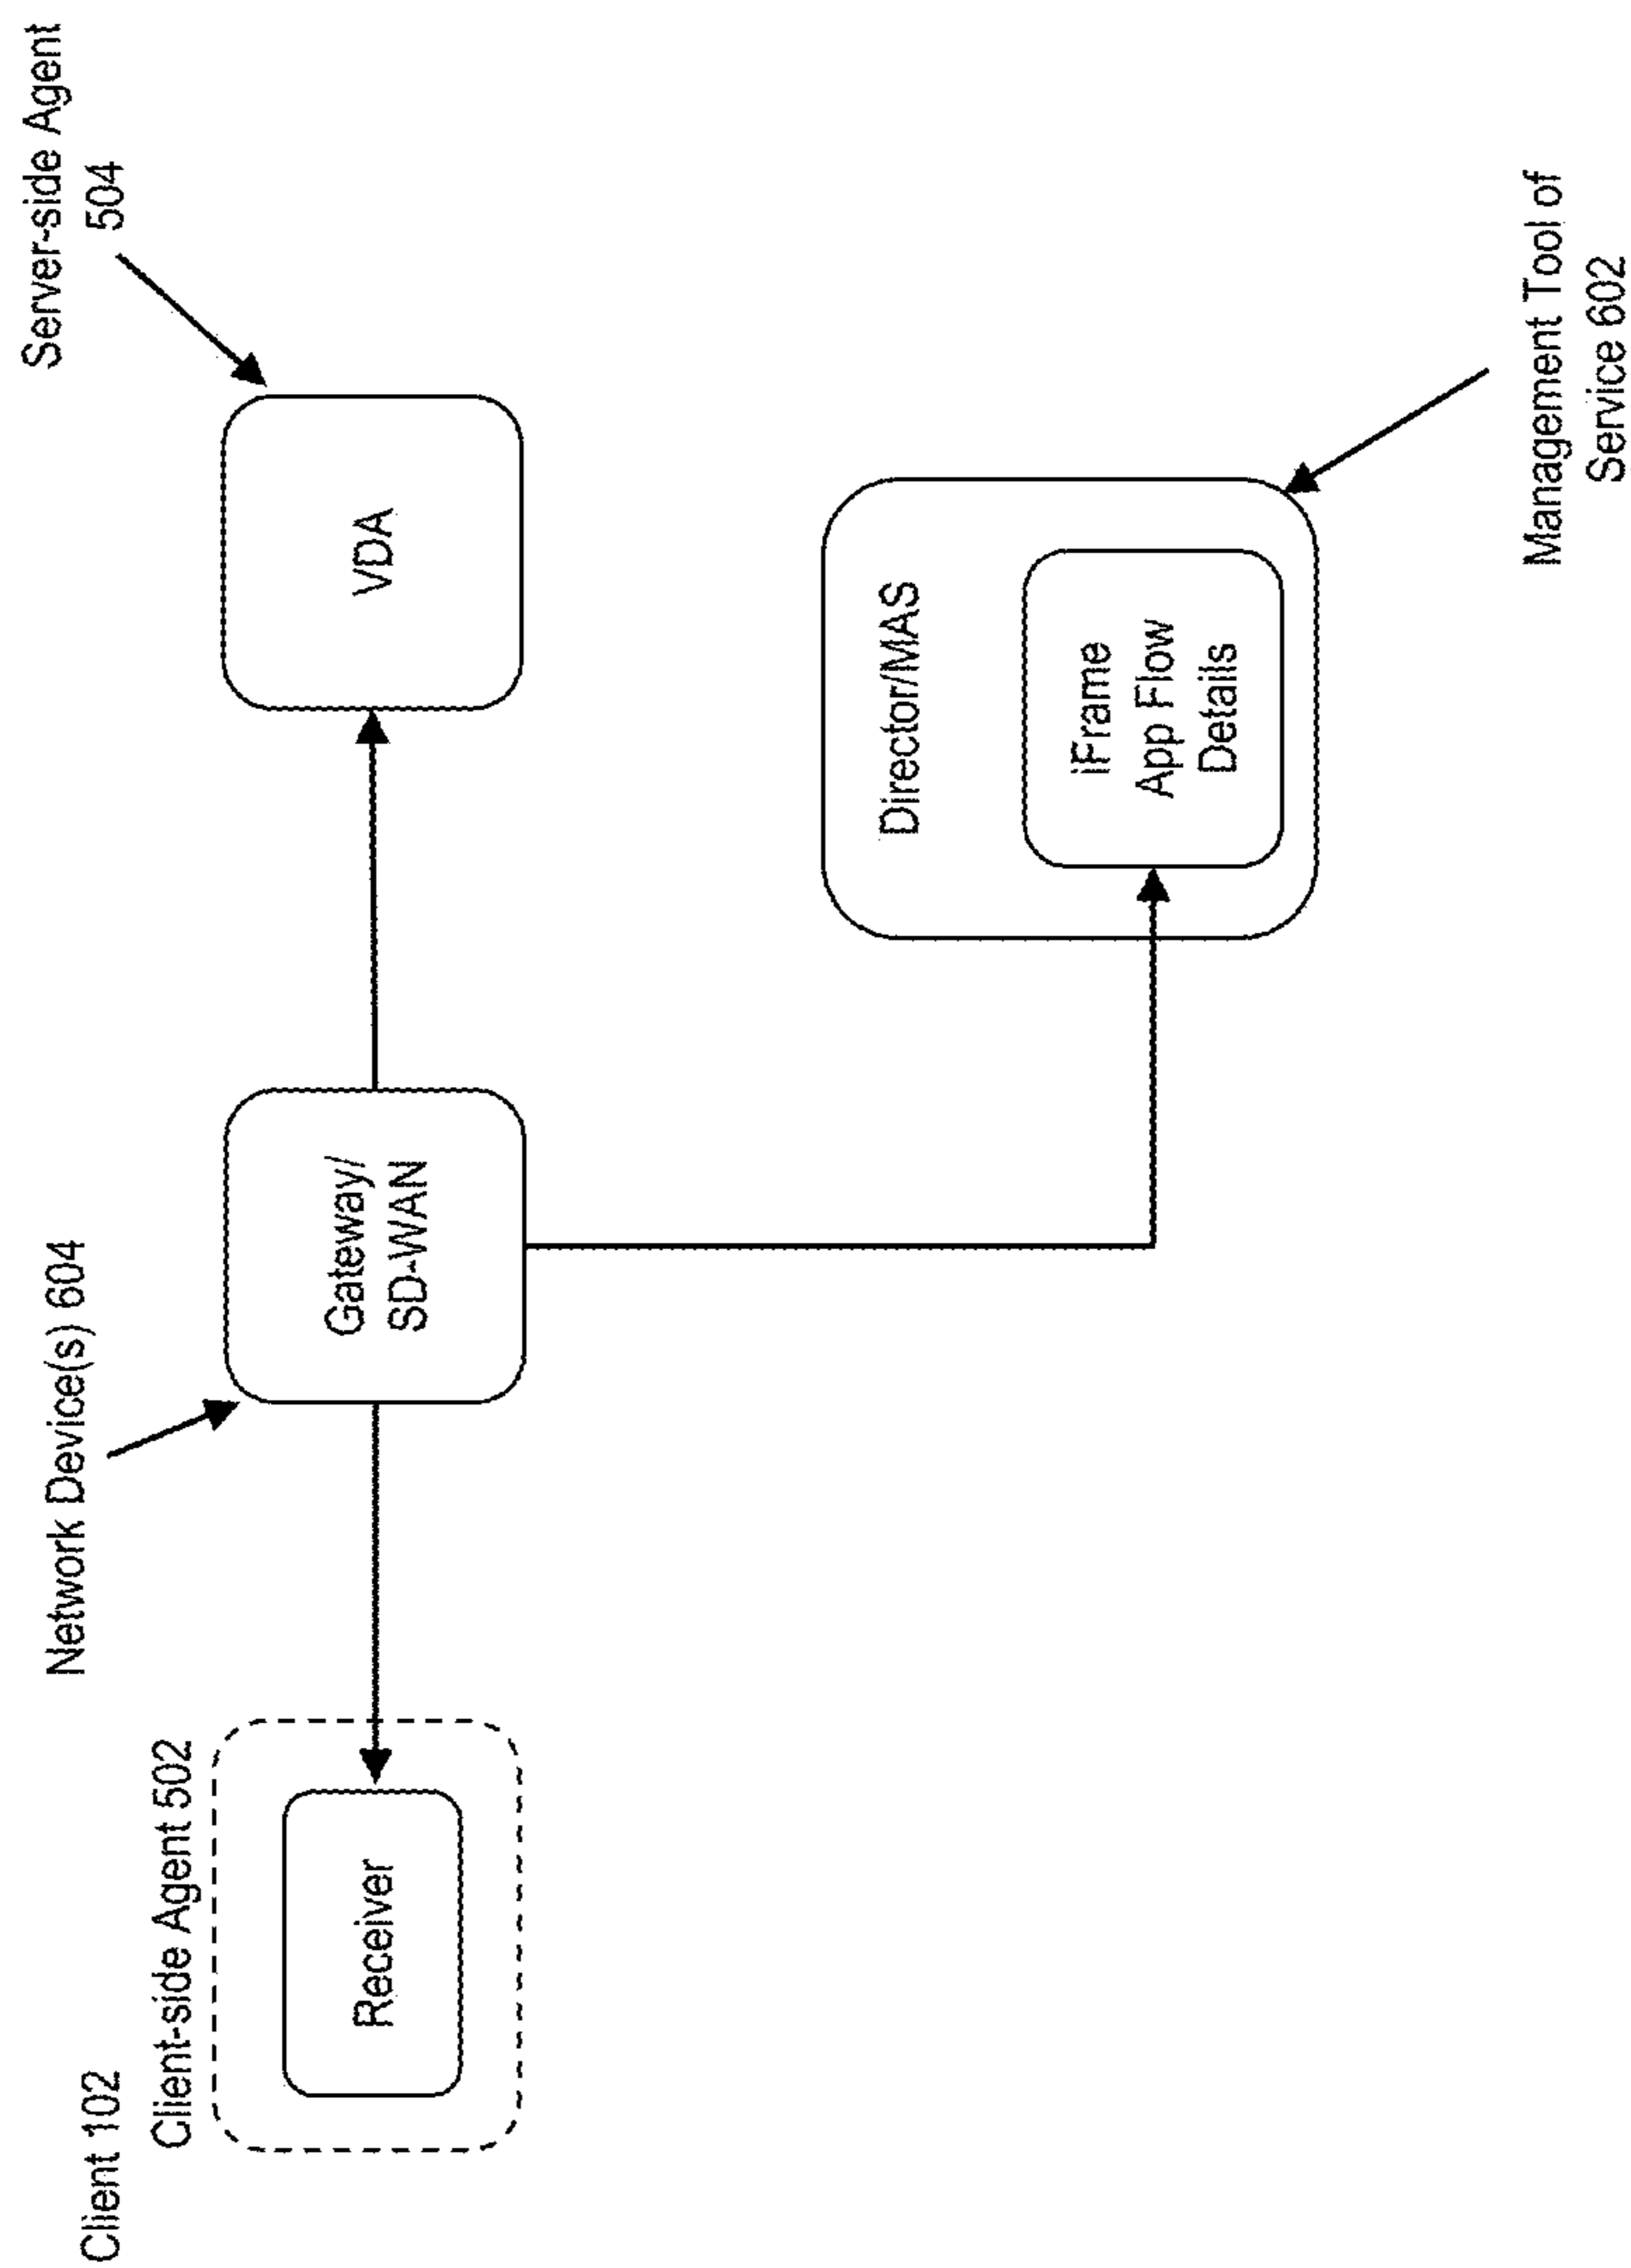 Client 102
Client-side Agent 502
Receiver
Network Device(s) 604
Gateway/
SD-WAN
Server-side Agent
504
VDA
Director/MAS
iFrame
App Flow
Details
Management Tool of
Service 602